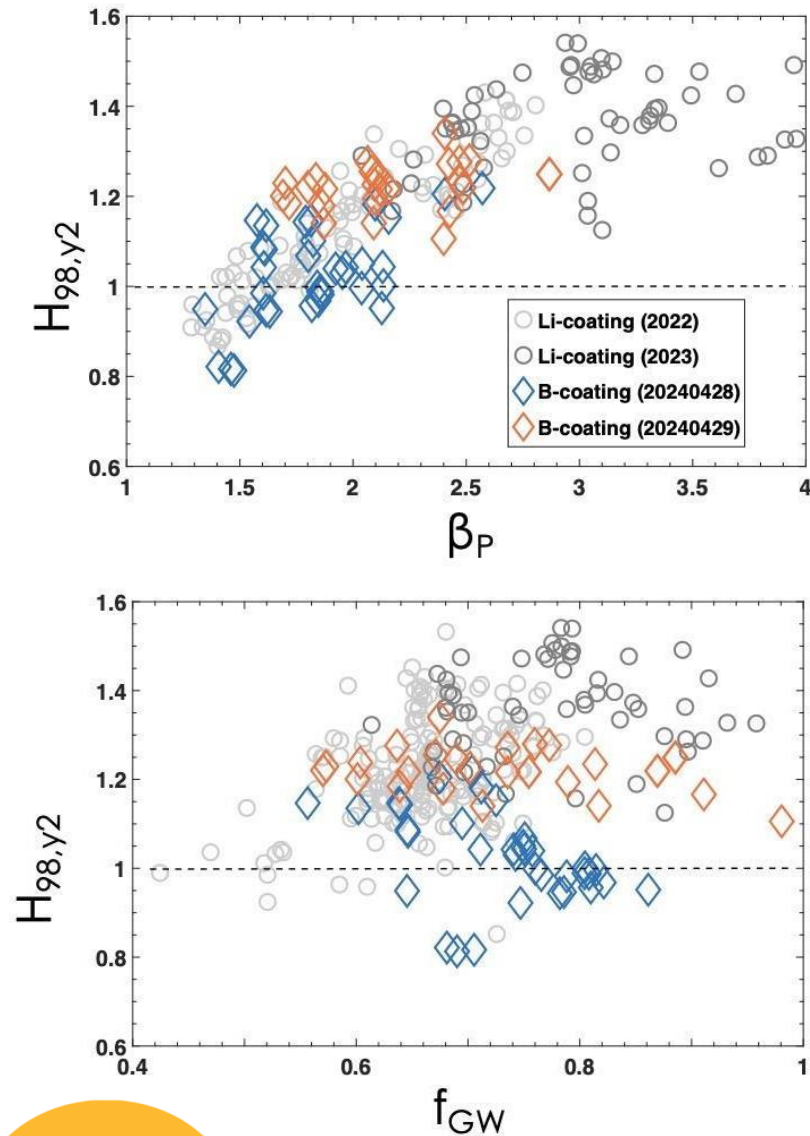 1.6
1.4
1.2
1
0.8
0.6
H98,y2
1 1.5 2 2.5 3 3.5 4
βP
Li-coating (2022)
Li-coating (2023)
B-coating (20240428)
B-coating (20240429)
1.6
1.4
1.2
1
0.8
0.6
H98,y2
0.4 0.6 0.8 1
fGW